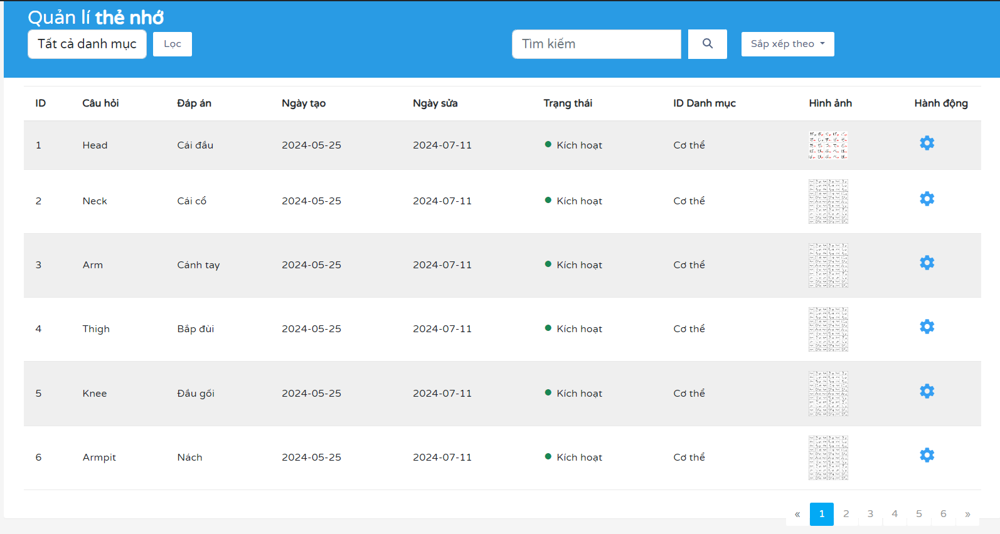 Quản lí thẻ nhớ
Tất cả danh mục Lọc Tìm kiếm Sắp xếp theo
ID Câu hỏi Đáp án Ngày tạo Ngày sửa Trạng thái ID Danh mục Hình ảnh Hành động
1 Head Cái đầu 2024-05-25 2024-07-11 Kích hoạt Cơ thể
2 Neck Cái cổ 2024-05-25 2024-07-11 Kích hoạt Cơ thể
3 Arm Cánh tay 2024-05-25 2024-07-11 Kích hoạt Cơ thể
4 Thigh Bắp đùi 2024-05-25 2024-07-11 Kích hoạt Cơ thể
5 Knee Đầu gối 2024-05-25 2024-07-11 Kích hoạt Cơ thể
6 Armpit Nách 2024-05-25 2024-07-11 Kích hoạt Cơ thể
« 1 2 3 4 5 6 »